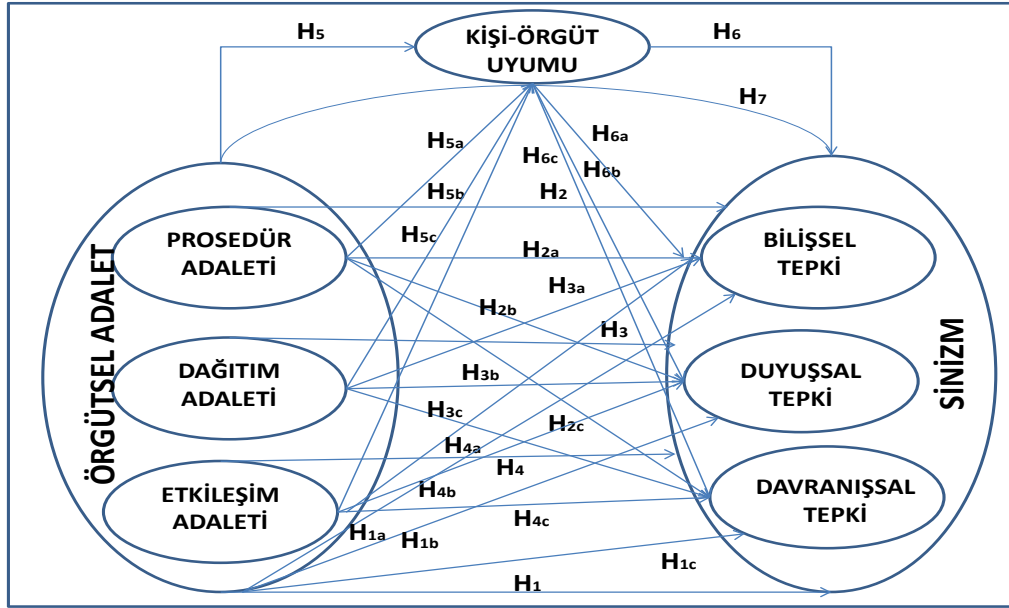 H5
KİŞİ-ÖRGÜT
UYUMU
H6
H7
H5a
H6a
H6c
H6b
H5b
H2
ÖRGÜTSEL ADALET
PROSEDÜR
ADALETİ
H5c
H2a
BİLİŞSEL
TEPKİ
H3a
H2b
H3
SİNİZM
DAĞITIM
ADALETİ
H3b
DUYUŞSAL
TEPKİ
H3c
H2c
H4a
H4
ETKİLEŞİM
ADALETİ
H4b
H4c
DAVRANIŞSAL
TEPKİ
H1a
H1b
H1c
H1